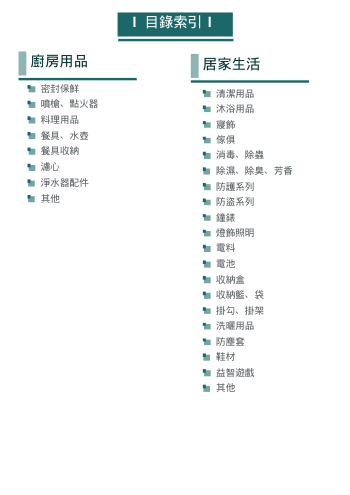 I 目錄索引 I
廚房用品
密封保鮮
噴槍、點火器
料理用品
餐具、水壺
餐具收納
濾心
淨水器配件
其他
居家生活
清潔用品
沐浴用品
寢飾
傢俱
消毒、除蟲
除濕、除臭、芳香
防護系列
防盜系列
鐘錶
燈飾照明
電料
電池
收納盒
收納籃、袋
掛勾、掛架
洗曬用品
防塵套
鞋材
益智遊戲
其他